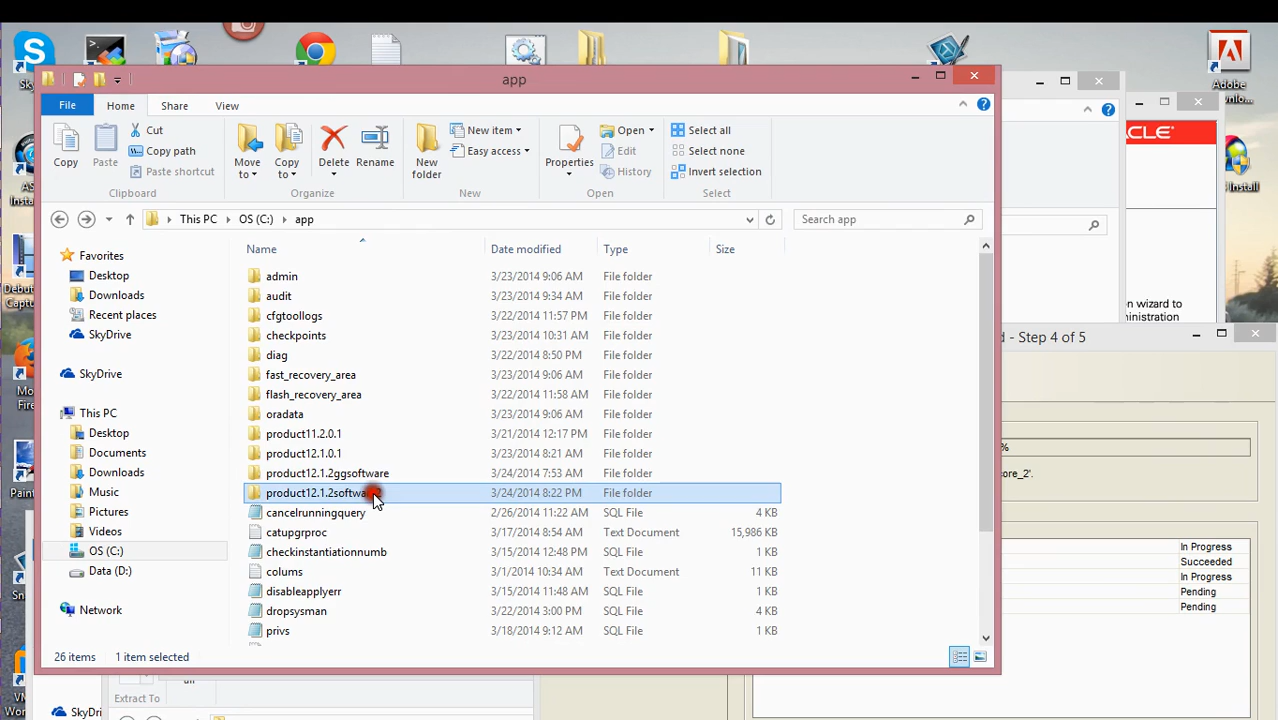 Adobe
app
File
Home
Share
View
Copy
Paste
Cut
Copy path
Paste shortcut
Clipboard
Move to
Copy to
Delete
Rename
Organize
New folder
New item
Easy access
New
Properties
Open
Edit
History
Open
Select all
Select none
Invert selection
Select
This PC
OS (C:)
app
Search app
Name
Date modified
Type
Size
Favorites
Desktop
Downloads
Recent places
SkyDrive
SkyDrive
This PC
Desktop
Documents
Downloads
Music
Pictures
Videos
OS (C:)
Data (D:)
Network
admin 3/23/2014 9:06 AM File folder
audit 3/23/2014 9:34 AM File folder
cfgtoollogs 3/22/2014 11:57 PM File folder
checkpoints 3/23/2014 10:31 AM File folder
diag 3/22/2014 8:50 PM File folder
fast_recovery_area 3/23/2014 9:06 AM File folder
flash_recovery_area 3/22/2014 11:58 AM File folder
oradata 3/23/2014 9:06 AM File folder
product11.2.0.1 3/21/2014 12:17 PM File folder
product12.1.0.1 3/23/2014 8:21 AM File folder
product12.1.2ggsoftware 3/24/2014 7:53 AM File folder
3/24/2014 8:22 PM File folder
cancelrunningquery 2/26/2014 11:22 AM SQL File 4 KB
catupgrproc 3/17/2014 8:54 AM Text Document 15,986 KB
checkinstantiationnumb 3/15/2014 12:48 PM SQL File 1 KB
colums 3/1/2014 10:34 AM Text Document 11 KB
disableapplyerr 3/15/2014 11:48 AM SQL File 1 KB
dropsysman 3/22/2014 3:00 PM SQL File 4 KB
privs 3/18/2014 9:12 AM SQL File 1 KB
26 items 1 item selected
wizard to
- Step 4 of 5
%
In Progress
Succeeded
In Progress
Pending
Pending
Extract To